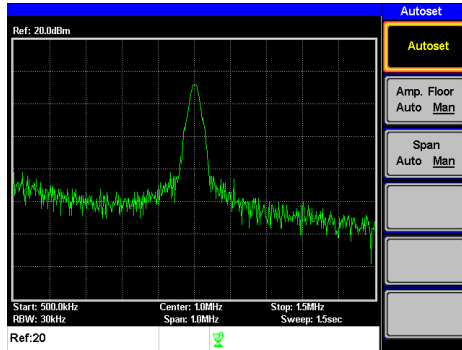 Autoset
Ref: 20.0dBm
Autoset
Amp. Floor
Auto Man
Span
Auto Man
Start: 500.0kHz Center: 1.0MHz Stop: 1.5MHz
RBW: 30kHz Span: 1.0MHz Sweep: 1.5sec
Ref:20